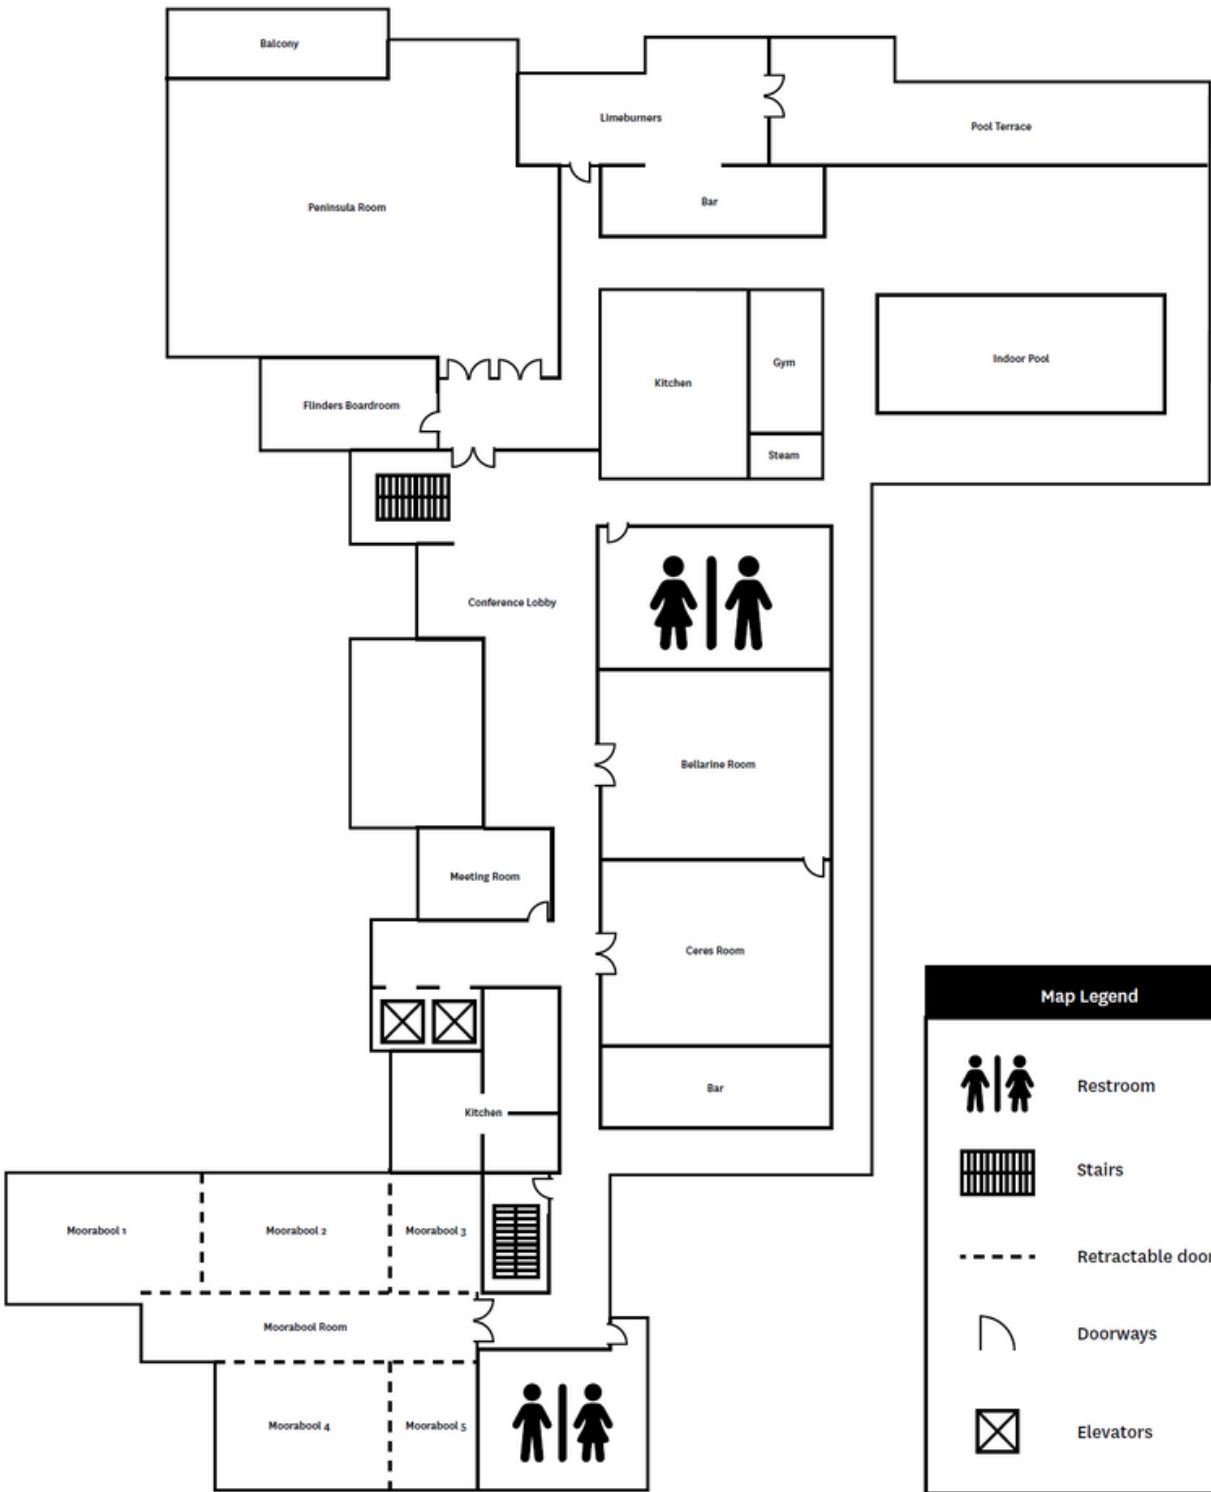 Balcony
Limeburners
Pool Terrace
Peninsula Room
Bar
Indoor Pool
Gym
Kitchen
Flinders Boardroom
Steam
Conference Lobby
Bellarine Room
Meeting Room
Ceres Room
Map Legend
Bar
Restroom
Kitchen
Stairs
Moorabool 1
Moorabool 2
Moorabool 3
Retractable door
Moorabool Room
Doorways
Moorabool 4
Moorabool 5
Elevators